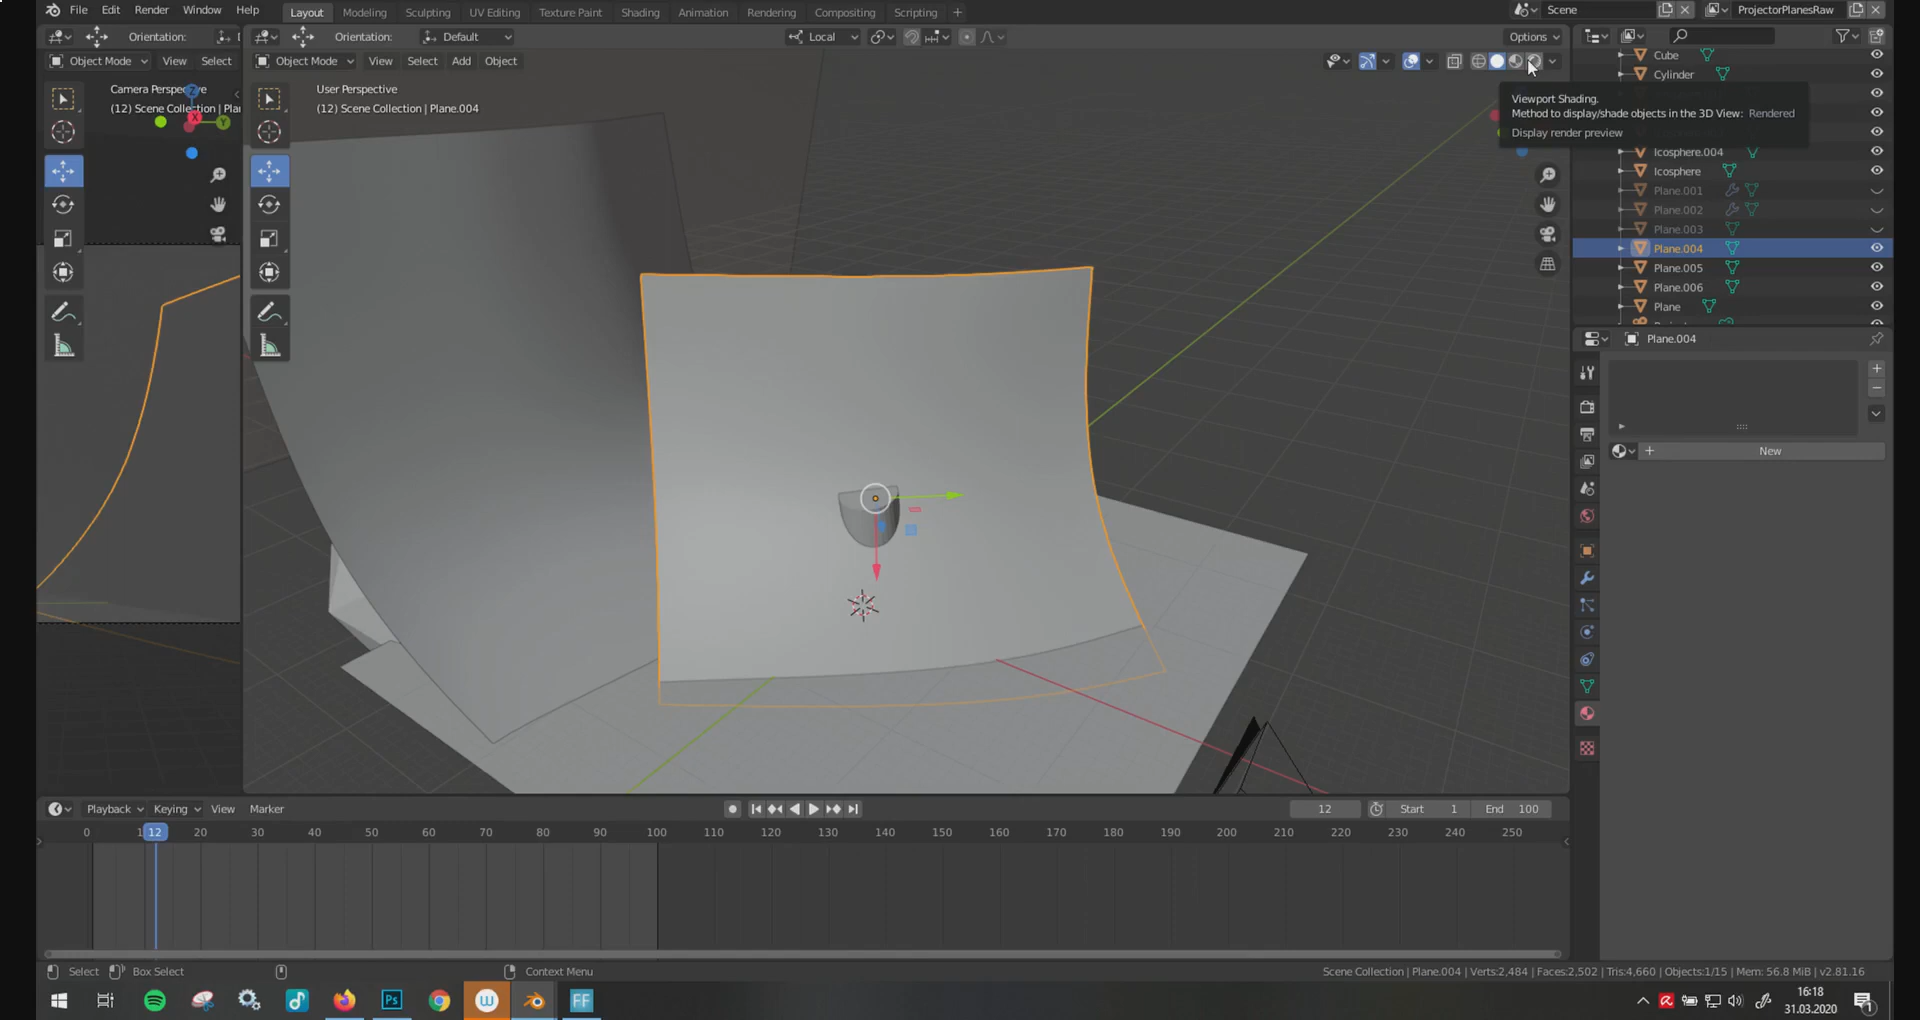 File Edit Render Window Help Layout Modeling Sculpting UV Editing Texture Paint Shading Animation Rendering Compositing Scripting + Scene ProjectorPlanesRaw
Orientation: Orientation: Default Local Options
Object Mode View Select Object Mode View Select Add Object
Cube
Cylinder
Camera Perspe
(12) Scene Collection | Pla
User Perspective
(12) Scene Collection | Plane.004
Viewport Shading.
Method to display/shade objects in the 3D View: Rendered
Display render preview
Icosphere.004
Icosphere
Plane.001
Plane.002
Plane.003
Plane.004
Plane.005
Plane.006
Plane
Plane.004
New
Playback Keying View Marker 12 Start 1 End 100
0 12 20 30 40 50 60 70 80 90 100 110 120 130 140 150 160 170 180 190 200 210 220 230 240 250
Select Box Select Context Menu Scene Collection | Plane.004 | Verts:2,484 | Faces:2,502 | Tris:4,660 | Objects:1/15 | Mem: 56.8 MiB | v2.81.16
Ps W FF
16:18
31.03.2020
1